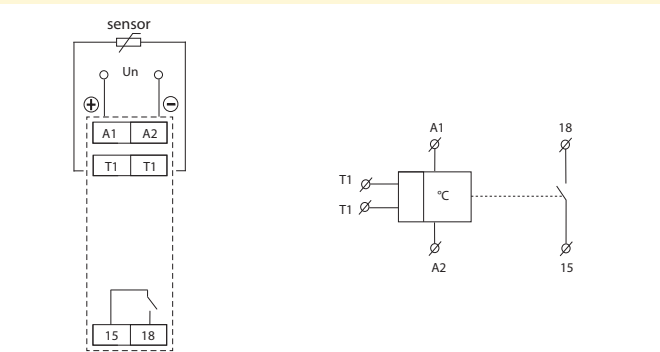 sensor
Un
+ −
A1 A2
T1 T1
15 18
A1 18
T1
°C
T1
A2 15